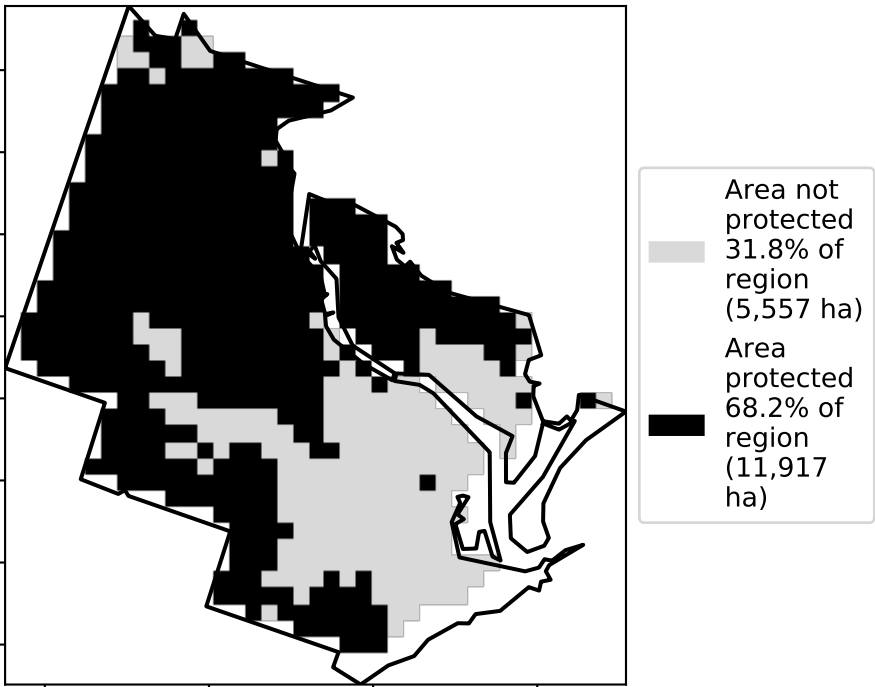 Area not
protected
31.8% of
region
(5,557 ha)
Area
protected
68.2% of
region
(11,917
ha)